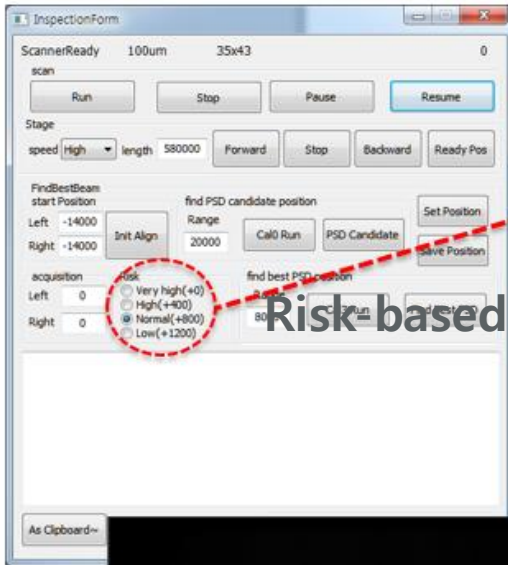 InspectionForm
ScannerReady 100um 35x43 0
scan
Run Stop Pause Resume
Stage
speed High length 580000 Forward Stop Backward Ready Pos
FindBestBeam
start Position
Left -14000
Right -14000
Init Align
find PSD candidate position
Range
20000
Cal0 Run PSD Candidate
Set Position
Save Position
acquisition
Left 0
Right 0
Risk
Very high(+0)
High(+400)
Normal(+800)
Low(+1200)
find best PSD position
Risk-based
As Clipboard~